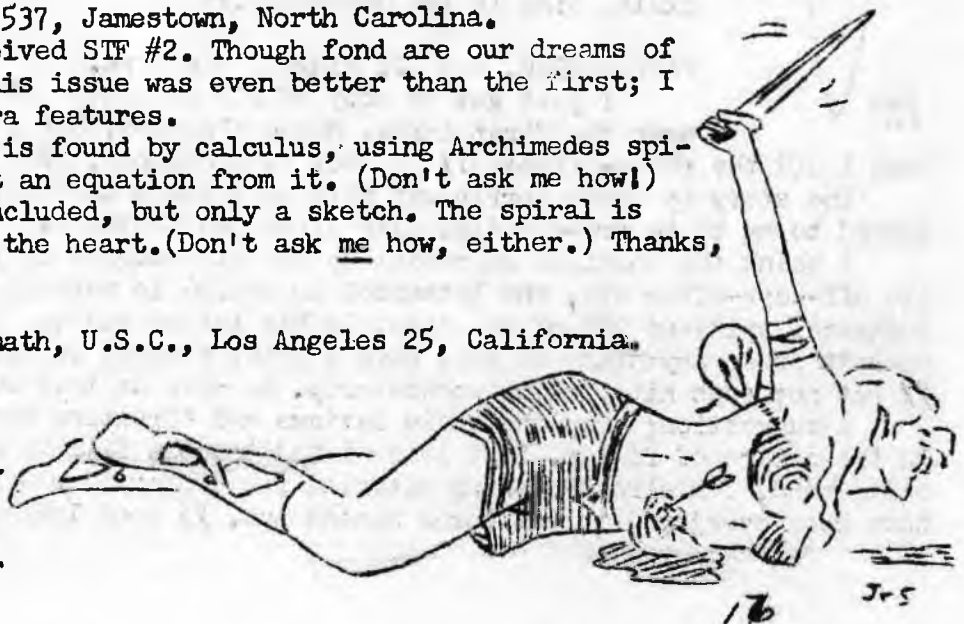 537, Jamestown, North Carolina.
ived STF #2. Though fond are our dreams of
is issue was even better than the first; I
ra features.
is found by calculus, using Archimedes spi-
an equation from it. (Don't ask me how!)
cluded, but only a sketch. The spiral is
the heart.(Don't ask me how, either.) Thanks,
ath, U.S.C., Los Angeles 25, California.
16
JrS